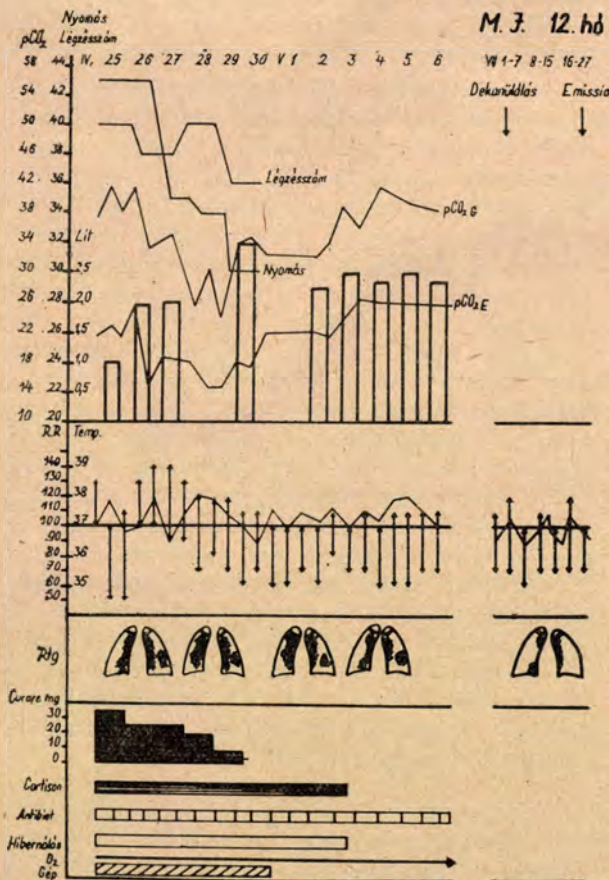 Nyomás
M. J. 12. hó
pCO₂ Légzésszám
58 44 IV. 25 26 27 28 29 30 V 1 2 3 4 5 6
VII 1-7 8-15 16-27
54 42
Dekanüllálás Emissio
50 40
46 38
42 36
Légzésszám
38 34
pCO₂ G
34 32 Lit
30 30 2,5
Nyomás
26 28 2,0
pCO₂ E
22 26 1,5
18 24 1,0
14 22 0,5
10 20
R.R Temp.
140 39
130
120 38
110
100 37
90
80 36
70
60 35
50
Rtg
Curare mg
30
20
10
0
Cortison
Antibiot
Hibernálás
O₂
Gép